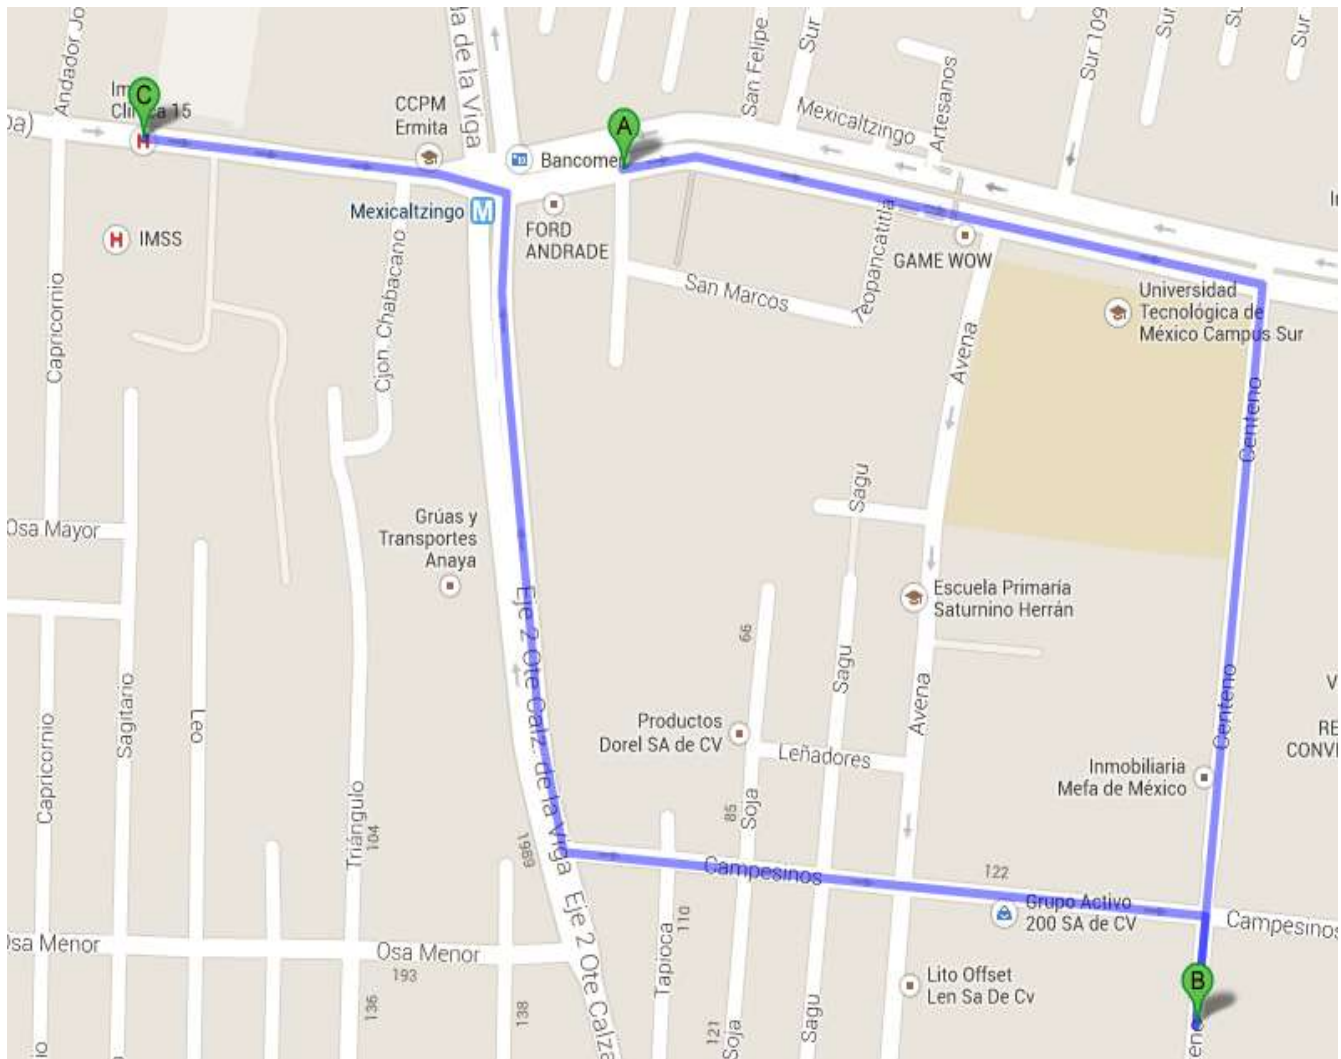 Andador Jo
C
Clínica 15
CCPM
Ermita
da de la Viga
San Felipe
Sur
Artesanos
Sur 109
Sur
Su
Sur
Mexicaltzingo
A
Bancomer
Mexicaltzingo
M
IMSS
FORD
ANDRADE
GAME WOW
Teopancatitla
San Marcos
Universidad
Tecnológica de
México Campus Sur
Capricornio
Cjon. Chabacano
Avena
Centeno
Osa Mayor
Grúas y
Transportes
Anaya
Sagu
Escuela Primaria
Saturnino Herrán
Eje 2 Ote Calz. de la Viga
66
Sagu
Avena
Centeno
Capricornio
Sagitario
Leo
Triángulo
104
Productos
Dorel SA de CV
Leñadores
Inmobiliaria
Mefa de México
RE
CONVE
1989
85
Soja
Campesinos
122
Grupo Activo
200 SA de CV
Campesinos
Osa Menor
Osa Menor
193
136
138
Eje 2 Ote Calza
Tapioca
110
121
Soja
Sagu
Lito Offset
Len Sa De Cv
B